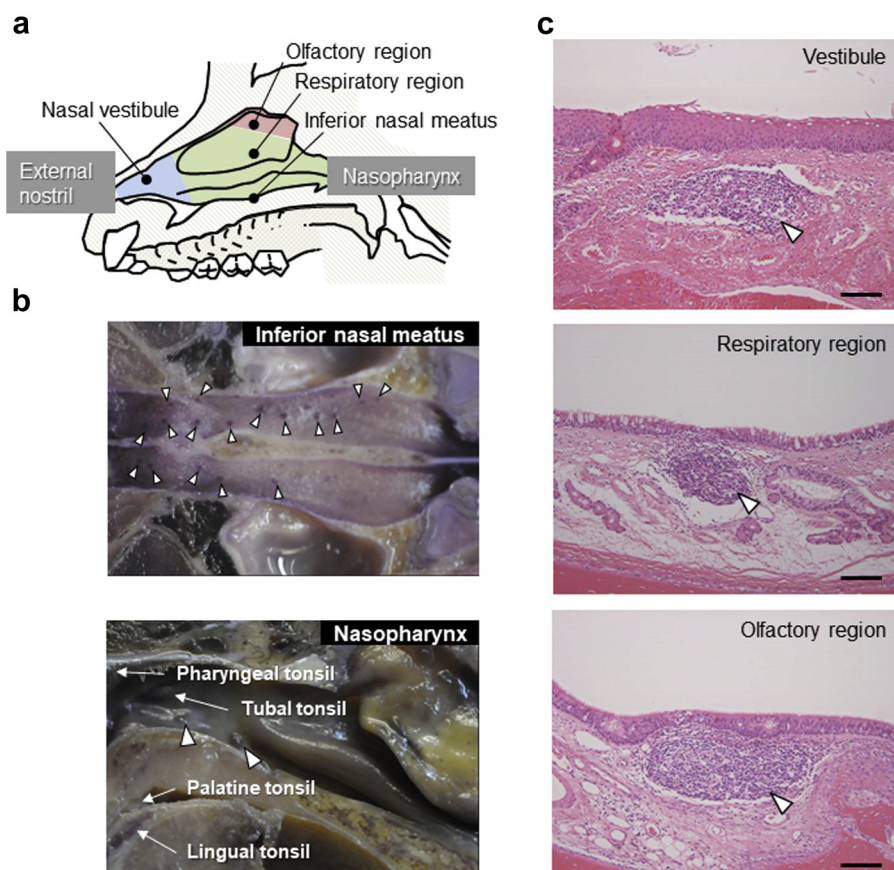 a
Olfactory region
Respiratory region
Nasal vestibule
Inferior nasal meatus
External
nostril
Nasopharynx
b
Inferior nasal meatus
Nasopharynx
Pharyngeal tonsil
Tubal tonsil
Palatine tonsil
Lingual tonsil
c
Vestibule
Respiratory region
Olfactory region